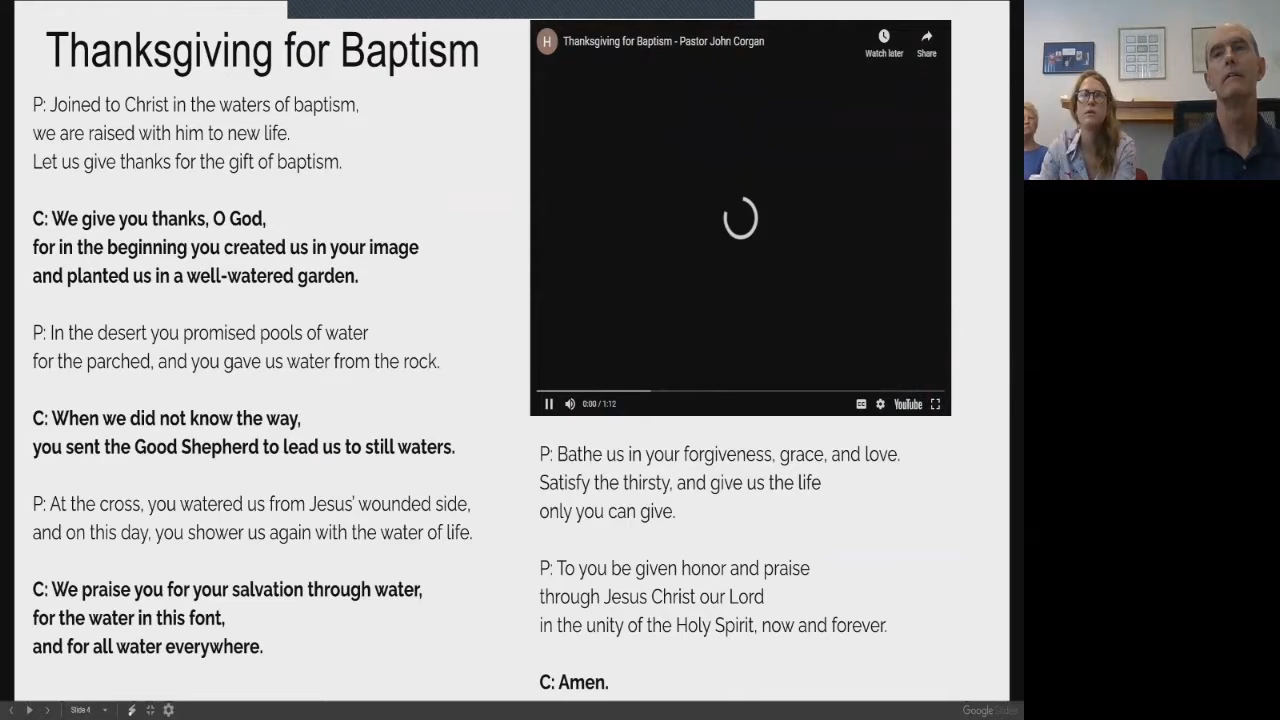 Thanksgiving for Baptism
P: Joined to Christ in the waters of baptism,
we are raised with him to new life.
Let us give thanks for the gift of baptism.
C: We give you thanks, O God,
for in the beginning you created us in your image
and planted us in a well-watered garden.
P: In the desert you promised pools of water
for the parched, and you gave us water from the rock.
C: When we did not know the way,
you sent the Good Shepherd to lead us to still waters.
P: At the cross, you watered us from Jesus’ wounded side,
and on this day, you shower us again with the water of life.
C: We praise you for your salvation through water,
for the water in this font,
and for all water everywhere.
H
Thanksgiving for Baptism - Pastor John Corgan
Watch later
Share
0:00 / 1:12
CC
YouTube
P: Bathe us in your forgiveness, grace, and love.
Satisfy the thirsty, and give us the life
only you can give.
P: To you be given honor and praise
through Jesus Christ our Lord
in the unity of the Holy Spirit, now and forever.
C: Amen.
Slide 4
Google Slides